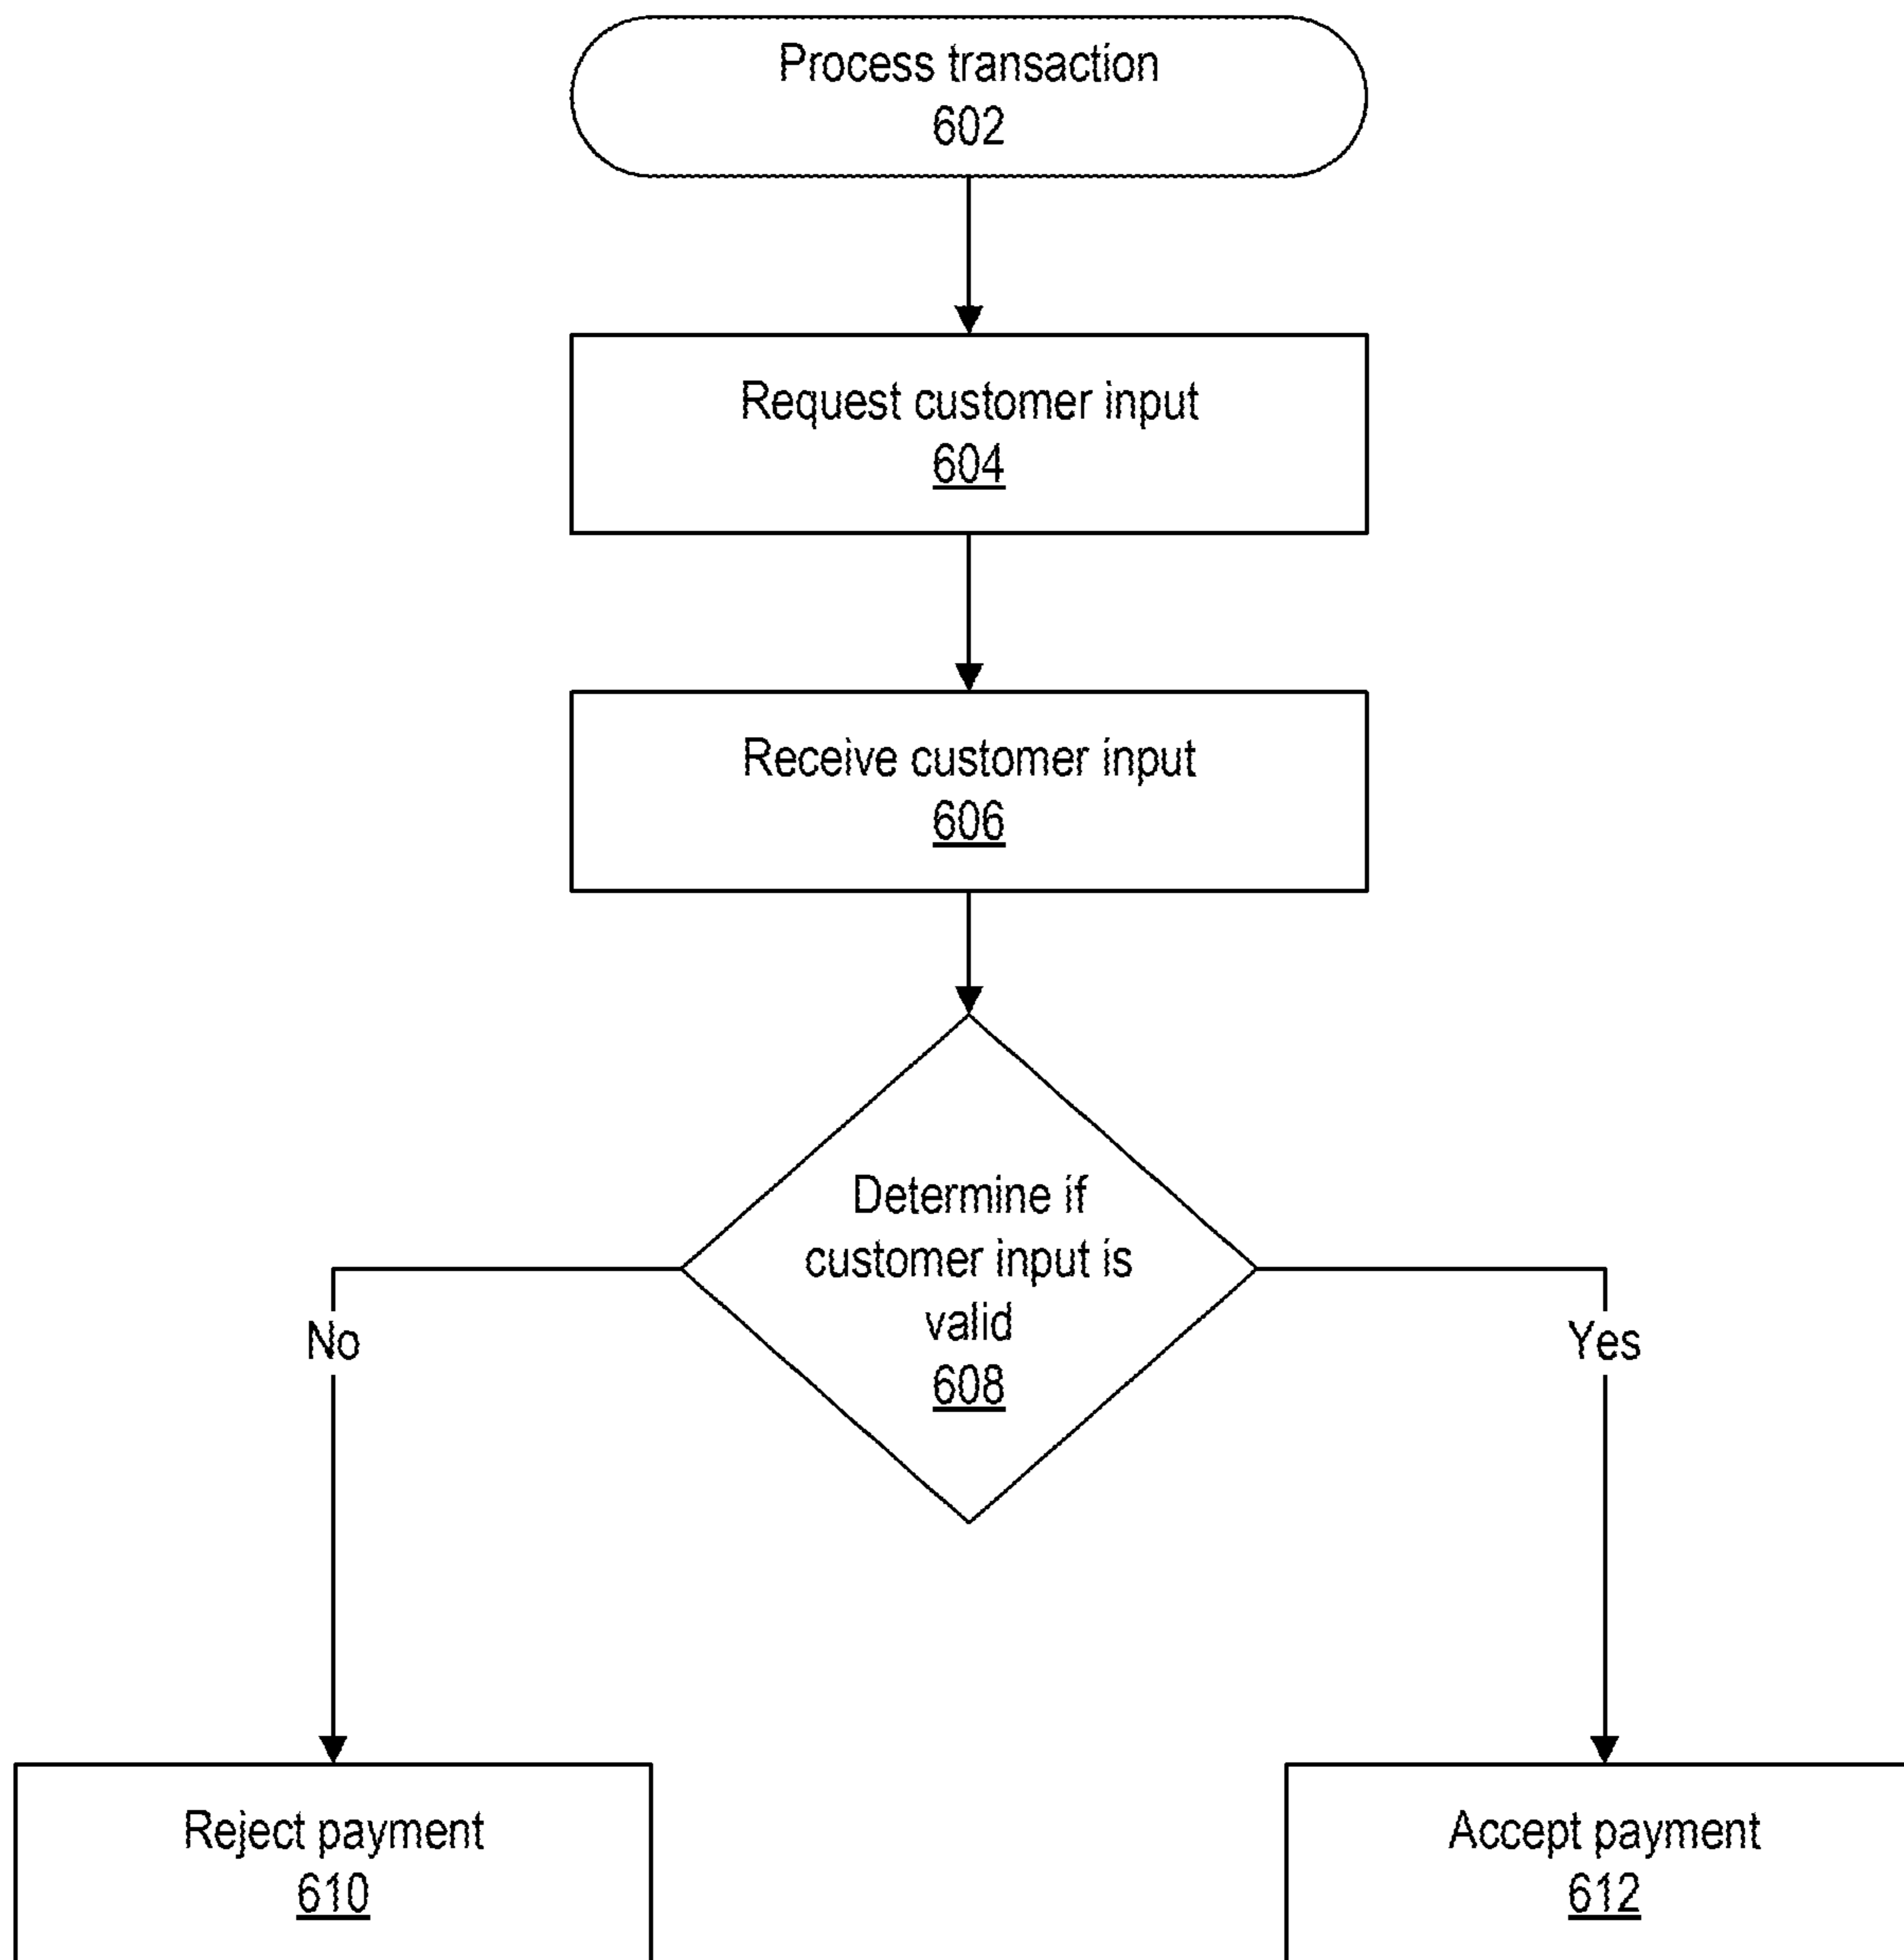 Process transaction
602
Request customer input
604
Receive customer input
606
Determine if
customer input is
valid
608
No
Yes
Reject payment
610
Accept payment
612